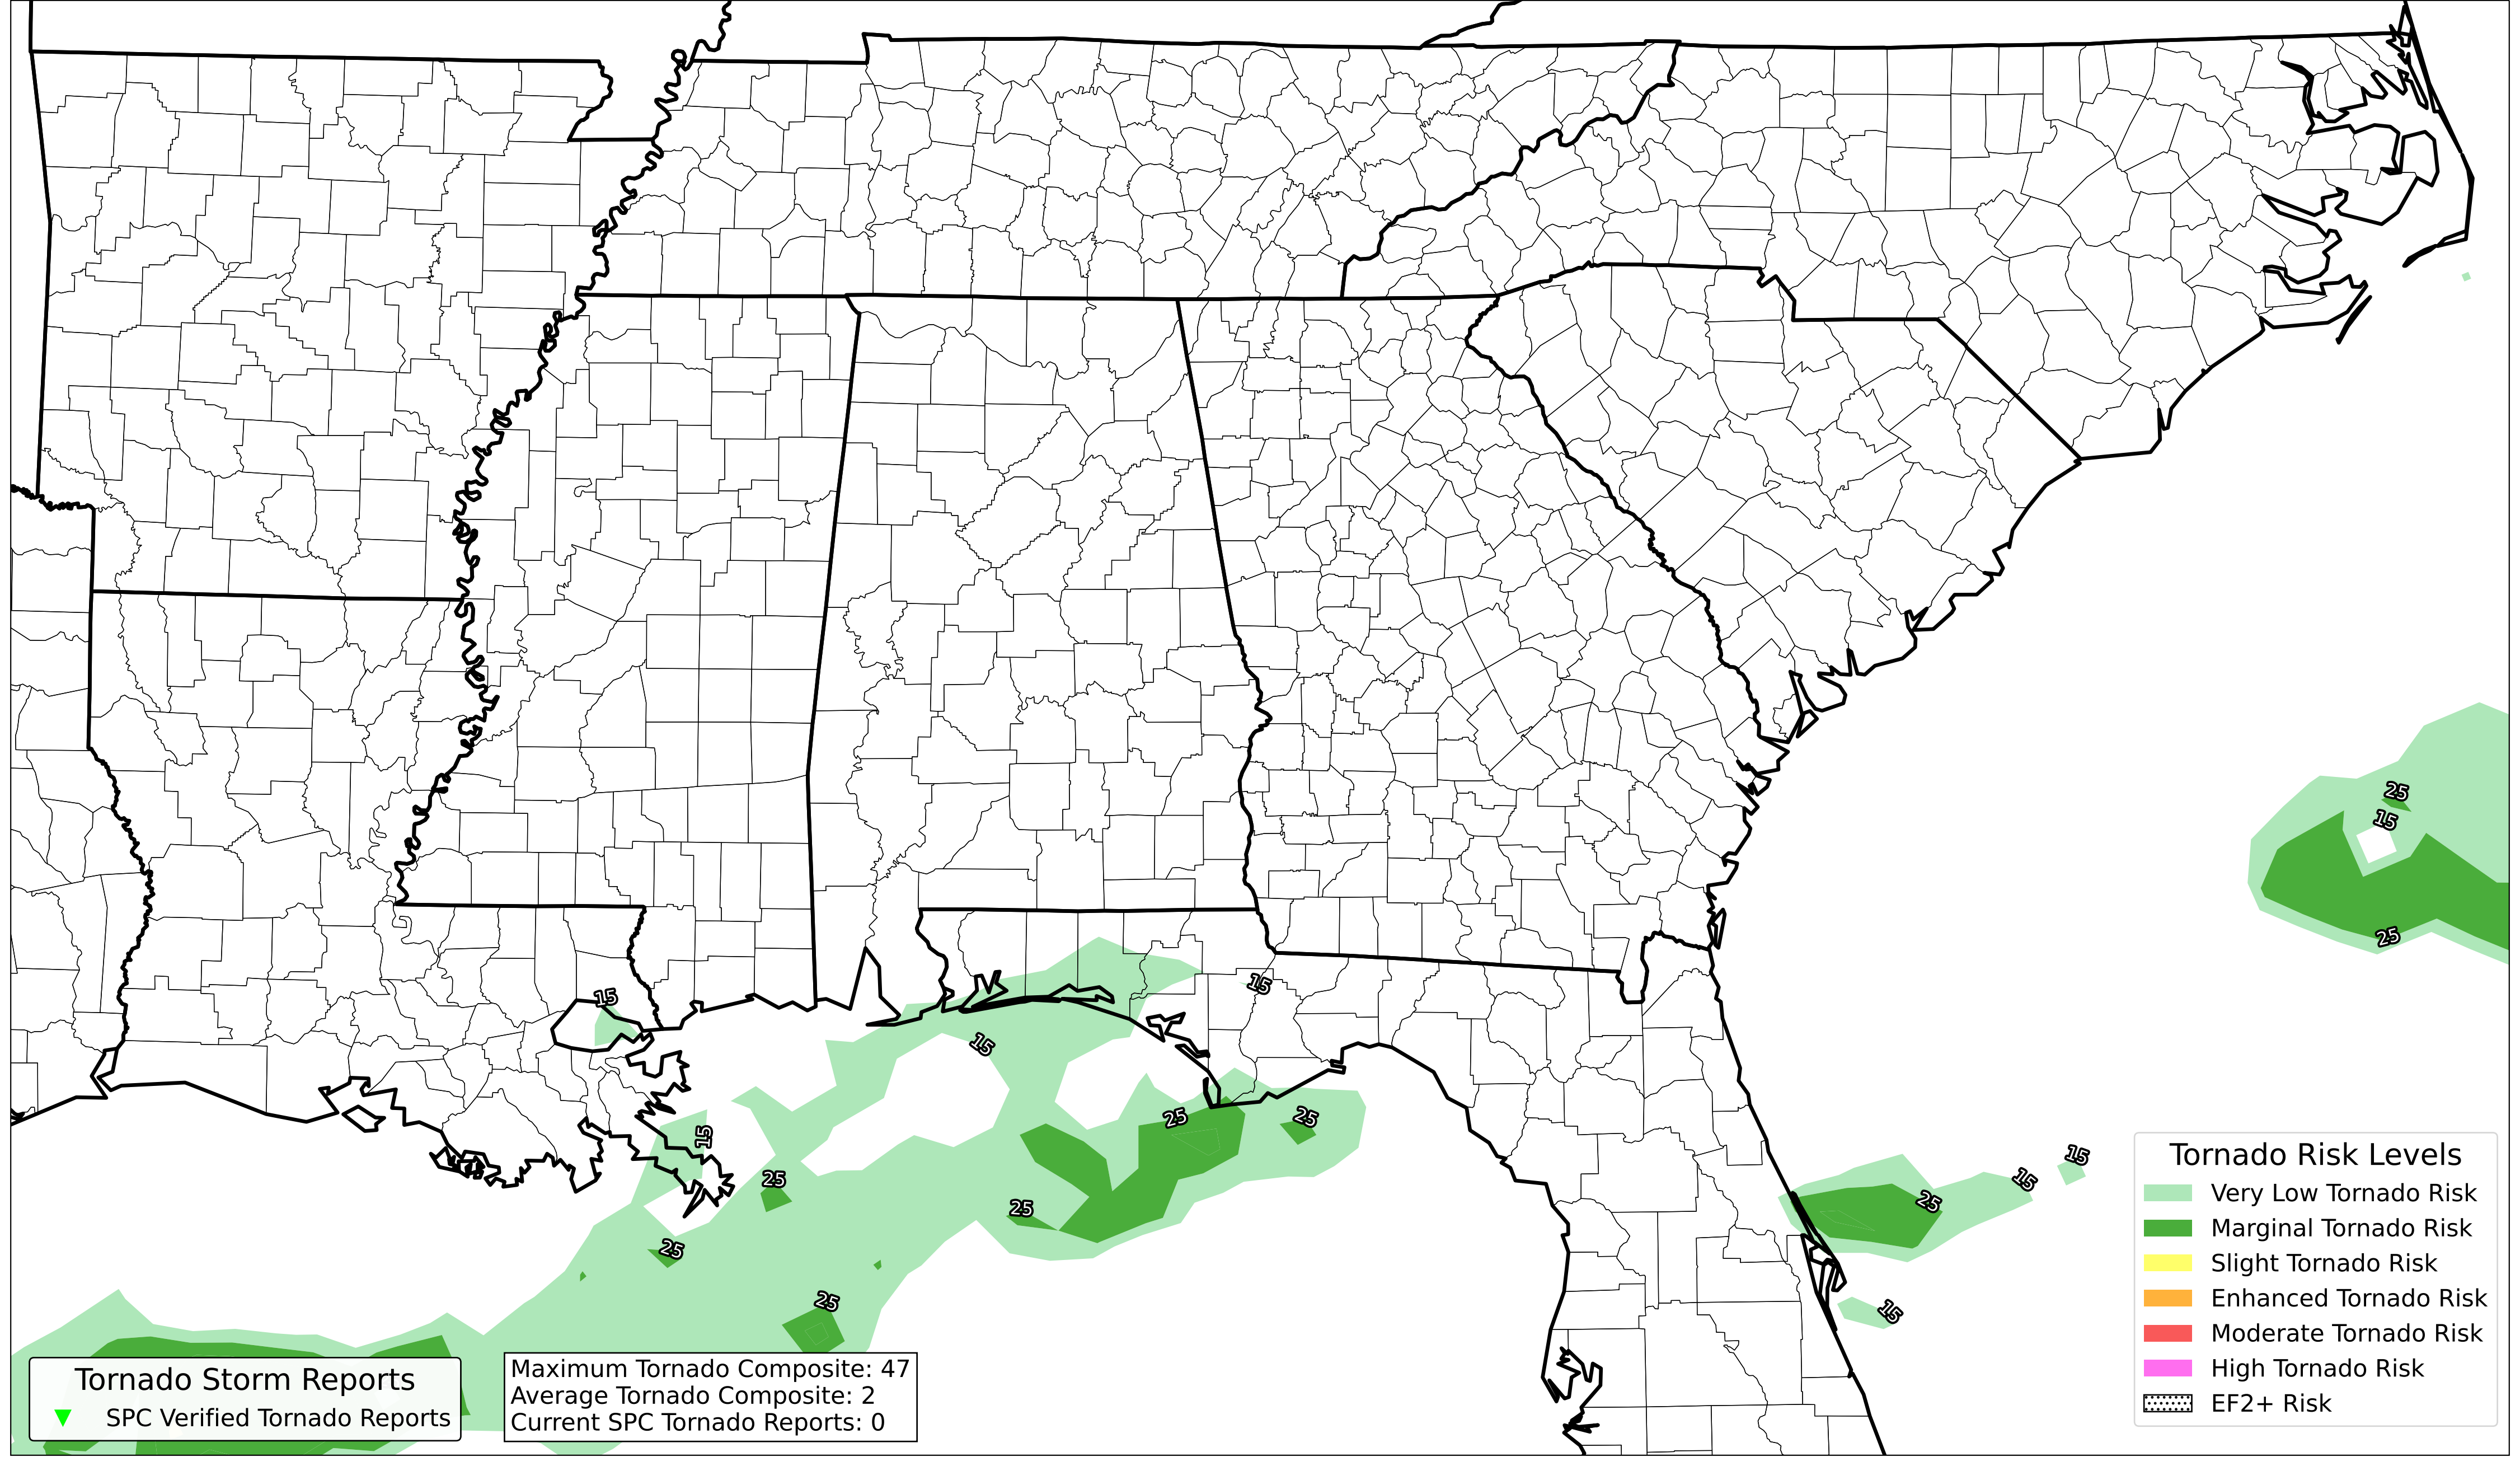 25
15
25
15
15
15
25
25
15
25
25
25
25
15
15
25
15
25
Tornado Risk Levels
Very Low Tornado Risk
Marginal Tornado Risk
Slight Tornado Risk
Enhanced Tornado Risk
Moderate Tornado Risk
High Tornado Risk
EF2+ Risk
Tornado Storm Reports
SPC Verified Tornado Reports
Maximum Tornado Composite: 47
Average Tornado Composite: 2
Current SPC Tornado Reports: 0